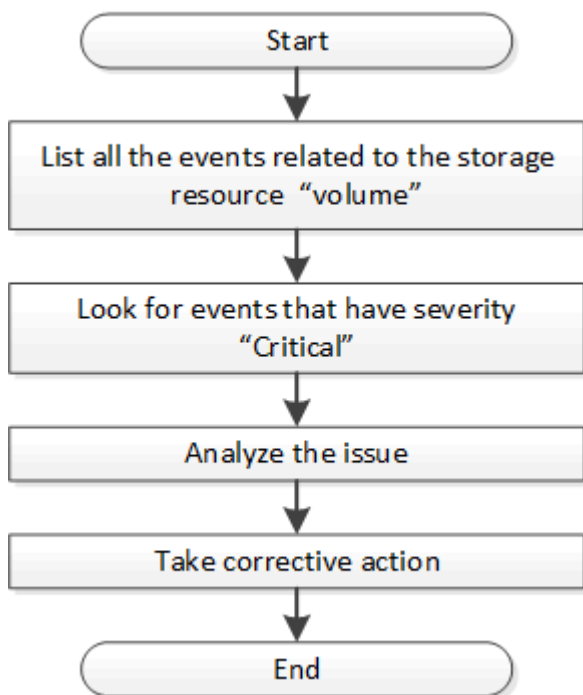 Start
List all the events related to the storage
resource “volume”
Look for events that have severity
“Critical”
Analyze the issue
Take corrective action
End